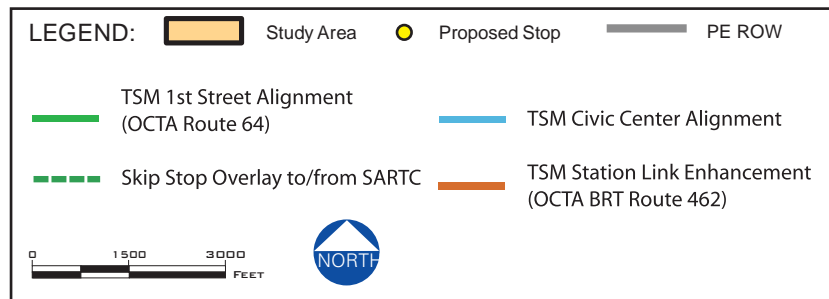 LEGEND: Study Area Proposed Stop PE ROW
TSM 1st Street Alignment
(OCTA Route 64)
TSM Civic Center Alignment
Skip Stop Overlay to/from SARTC
TSM Station Link Enhancement
(OCTA BRT Route 462)
0 1500 3000
FEET
NORTH